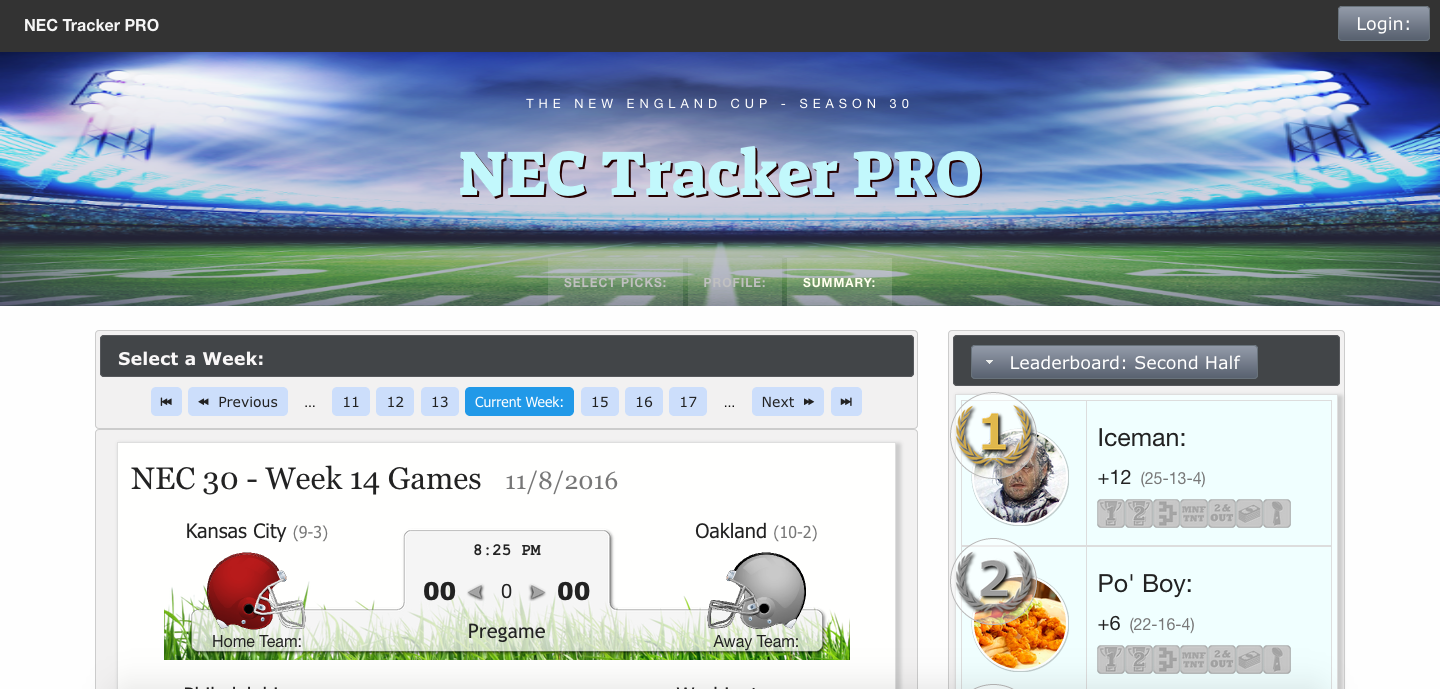 NEC Tracker PRO
Login:
THE NEW ENGLAND CUP - SEASON 30
NEC Tracker PRO
SELECT PICKS:
PROFILE:
SUMMARY:
Select a Week:
Previous ... 11 12 13 Current Week: 15 16 17 ... Next
NEC 30 - Week 14 Games 11/8/2016
Kansas City (9-3)
Oakland (10-2)
8:25 PM
00 0 00
Pregame
Home Team:
Away Team:
Leaderboard: Second Half
1
Iceman:
+12 (25-13-4)
1 2 MNF TNT 2& OUT
2
Po' Boy:
+6 (22-16-4)
1 2 MNF TNT 2& OUT